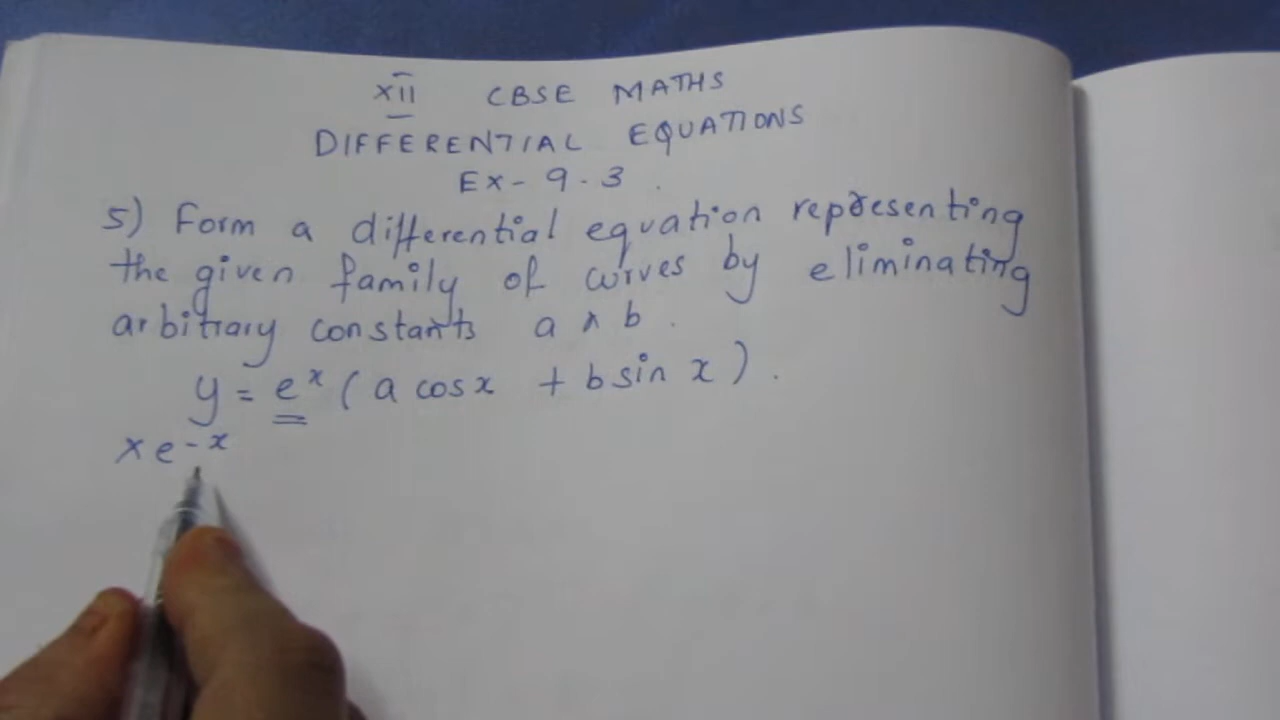 XII CBSE MATHS
DIFFERENTIAL EQUATIONS
EX-9.3.
5) Form a differential equation representing
the given family of curves by eliminating
arbitrary constants a & b.
y = e^x (a cosx + b sin x).
x e^-x